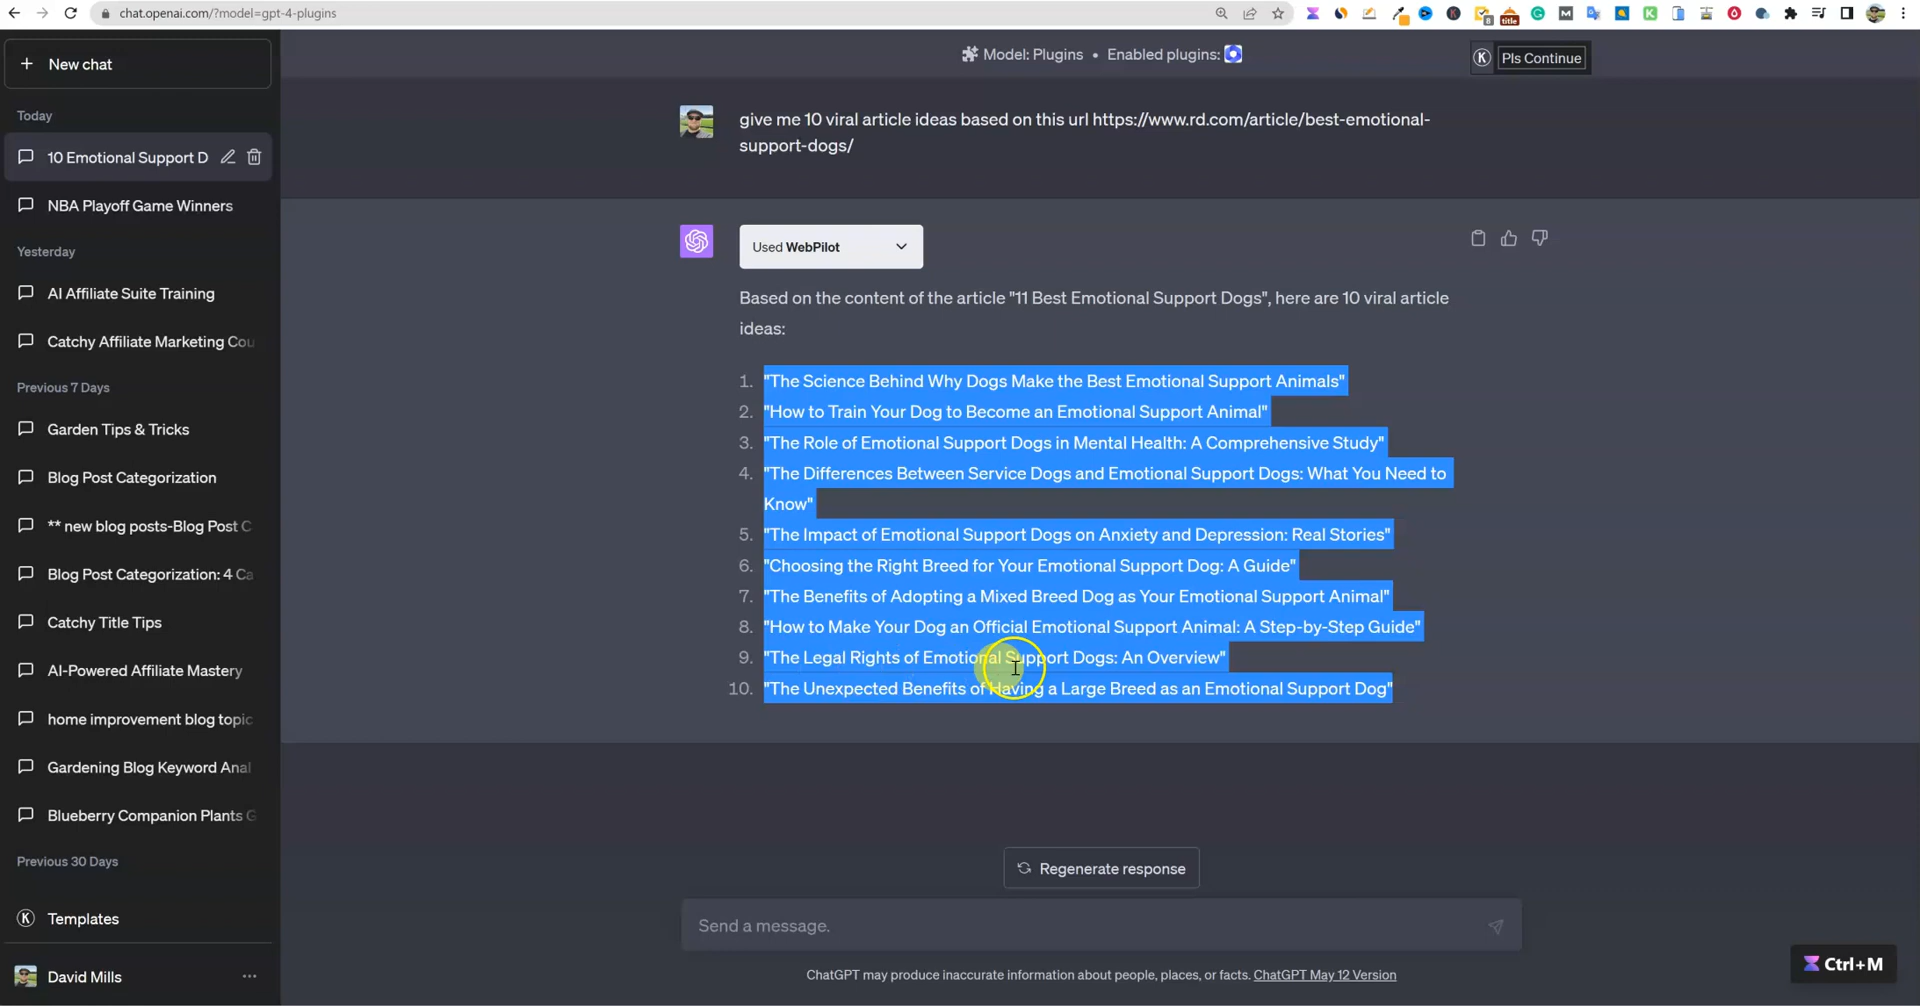 chat.openai.com/?model=gpt-4-plugins
8
title
New chat
Today
10 Emotional Support D
NBA Playoff Game Winners
Yesterday
AI Affiliate Suite Training
Catchy Affiliate Marketing Cou
Previous 7 Days
Garden Tips & Tricks
Blog Post Categorization
** new blog posts-Blog Post C
Blog Post Categorization: 4 Ca
Catchy Title Tips
AI-Powered Affiliate Mastery
home improvement blog topic
Gardening Blog Keyword Anal
Blueberry Companion Plants G
Previous 30 Days
K Templates
David Mills
Model: Plugins • Enabled plugins:
K Pls Continue
give me 10 viral article ideas based on this url https://www.rd.com/article/best-emotional-
support-dogs/
Used WebPilot
Based on the content of the article "11 Best Emotional Support Dogs", here are 10 viral article
ideas:
1. "The Science Behind Why Dogs Make the Best Emotional Support Animals"
2. "How to Train Your Dog to Become an Emotional Support Animal"
3. "The Role of Emotional Support Dogs in Mental Health: A Comprehensive Study"
4. "The Differences Between Service Dogs and Emotional Support Dogs: What You Need to
Know"
5. "The Impact of Emotional Support Dogs on Anxiety and Depression: Real Stories"
6. "Choosing the Right Breed for Your Emotional Support Dog: A Guide"
7. "The Benefits of Adopting a Mixed Breed Dog as Your Emotional Support Animal"
8. "How to Make Your Dog an Official Emotional Support Animal: A Step-by-Step Guide"
9. "The Legal Rights of Emotional Support Dogs: An Overview"
10. "The Unexpected Benefits of Having a Large Breed as an Emotional Support Dog"
Regenerate response
Send a message.
ChatGPT may produce inaccurate information about people, places, or facts. ChatGPT May 12 Version
Ctrl+M